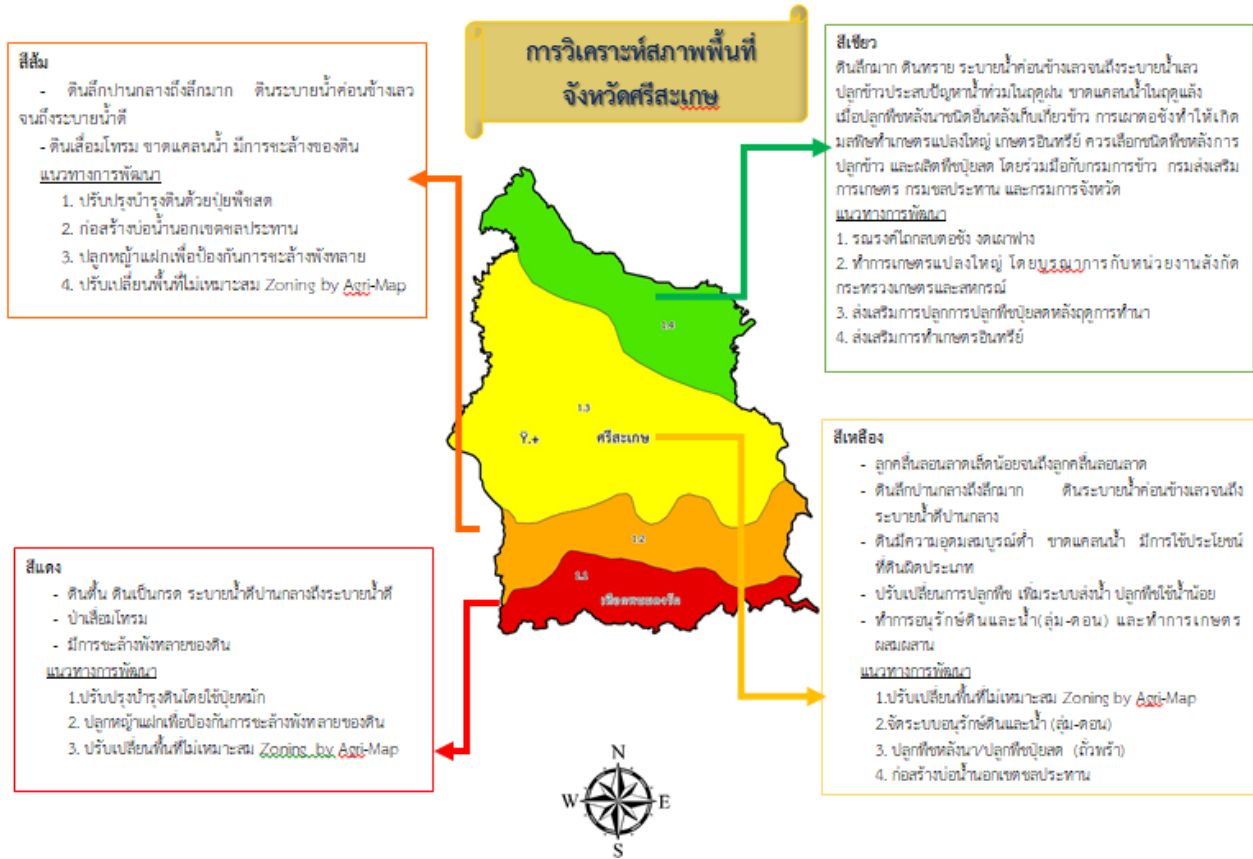 การวิเคราะห์สภาพพื้นที่
จังหวัดศรีสะเกษ
สีส้ม
- ดินลึกปานกลางถึงลึกมาก ดินระบายน้ำค่อนข้างเลว
จนถึงระบายน้ำดี
- ดินเสื่อมโทรม ขาดแคลนน้ำ มีการชะล้างของดิน
แนวทางการพัฒนา
1. ปรับปรุงบำรุงดินด้วยปุ๋ยพืชสด
2. ก่อสร้างบ่อน้ำนอกเขตชลประทาน
3. ปลูกหญ้าแฝกเพื่อป้องกันการชะล้างพังทลาย
4. ปรับเปลี่ยนพื้นที่ไม่เหมาะสม Zoning by Agri-Map
สีเขียว
ดินลึกมาก ดินทราย ระบายน้ำค่อนข้างเลวจนถึงระบายน้ำเลว
ปลูกข้าวประสบปัญหาน้ำท่วมในฤดูฝน ขาดแคลนน้ำในฤดูแล้ง
เมื่อปลูกพืชหลังนาชนิดอื่นหลังเก็บเกี่ยวข้าว การเผาตอซังทำให้เกิด
มลพิษทำเกษตรแปลงใหญ่ เกษตรอินทรีย์ ควรเลือกชนิดพืชหลังการ
ปลูกข้าว และผลิตพืชปุ๋ยสด โดยร่วมมือกับกรมการข้าว กรมส่งเสริม
การเกษตร กรมชลประทาน และกรมการจังหวัด
แนวทางการพัฒนา
1. รณรงค์ไถกลบตอซัง งดเผาฟาง
2. ทำการเกษตรแปลงใหญ่ โดยบูรณาการกับหน่วยงานสังกัด
กระทรวงเกษตรและสหกรณ์
3. ส่งเสริมการปลูกการปลูกพืชปุ๋ยสดหลังฤดูการทำนา
4. ส่งเสริมการทำเกษตรอินทรีย์
1.4
1.3
ศรีสะเกษ
1.2
1.1
สีเหลือง
- ลูกคลื่นลอนลาดเล็ดน้อยจนถึงลูกคลื่นลอนลาด
- ดินลึกปานกลางถึงลึกมาก ดินระบายน้ำค่อนข้างเลวจนถึง
ระบายน้ำดีปานกลาง
- ดินมีความอุดมสมบูรณ์ต่ำ ขาดแคลนน้ำ มีการใช้ประโยชน์
ที่ดินผิดประเภท
- ปรับเปลี่ยนการปลูกพืช เพิ่มระบบส่งน้ำ ปลูกพืชใช้น้ำน้อย
- ทำการอนุรักษ์ดินและน้ำ(ลุ่ม-ดอน) และทำการเกษตร
ผสมผสาน
แนวทางการพัฒนา
1.ปรับเปลี่ยนพื้นที่ไม่เหมาะสม Zoning by Agri-Map
2.จัดระบบอนุรักษ์ดินและน้ำ (ลุ่ม-ดอน)
3. ปลูกพืชหลังนา/ปลูกพืชปุ๋ยสด (ถั่วพร้า)
4. ก่อสร้างบ่อน้ำนอกเขตชลประทาน
สีแดง
- ดินตื้น ดินเป็นกรด ระบายน้ำดีปานกลางถึงระบายน้ำดี
- ป่าเสื่อมโทรม
- มีการชะล้างพังทลายของดิน
แนวทางการพัฒนา
1.ปรับปรุงบำรุงดินโดยใช้ปุ๋ยหมัก
2. ปลูกหญ้าแฝกเพื่อป้องกันการชะล้างพังทลายของดิน
3. ปรับเปลี่ยนพื้นที่ไม่เหมาะสม Zoning by Agri-Map
N
W E
S